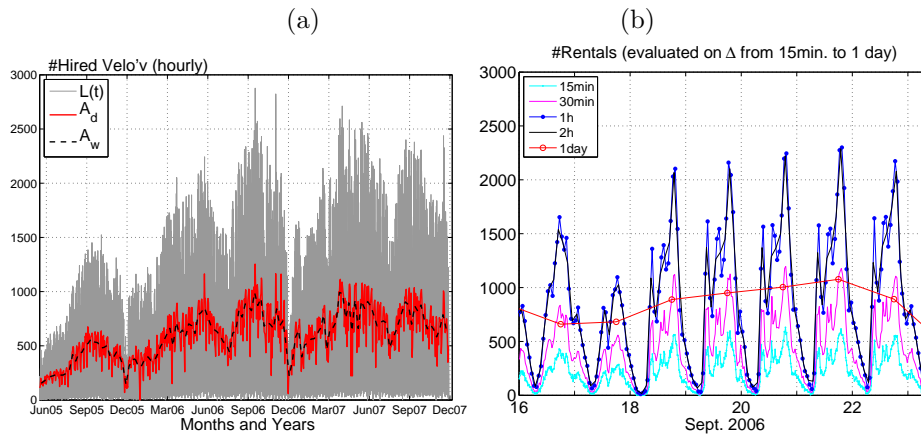 (a)
#Hired Velo'v (hourly)
3000
2500
2000
1500
1000
500
0
L(t)
A_d
A_w
Jun05 Sep05 Dec05 Mar06 Jun06 Sep06 Dec06 Mar07 Jun07 Sep07 Dec07
Months and Years
(b)
#Rentals (evaluated on Δ from 15min. to 1 day)
3000
2500
2000
1500
1000
500
0
15min
30min
1h
2h
1day
16 18 20 22
Sept. 2006